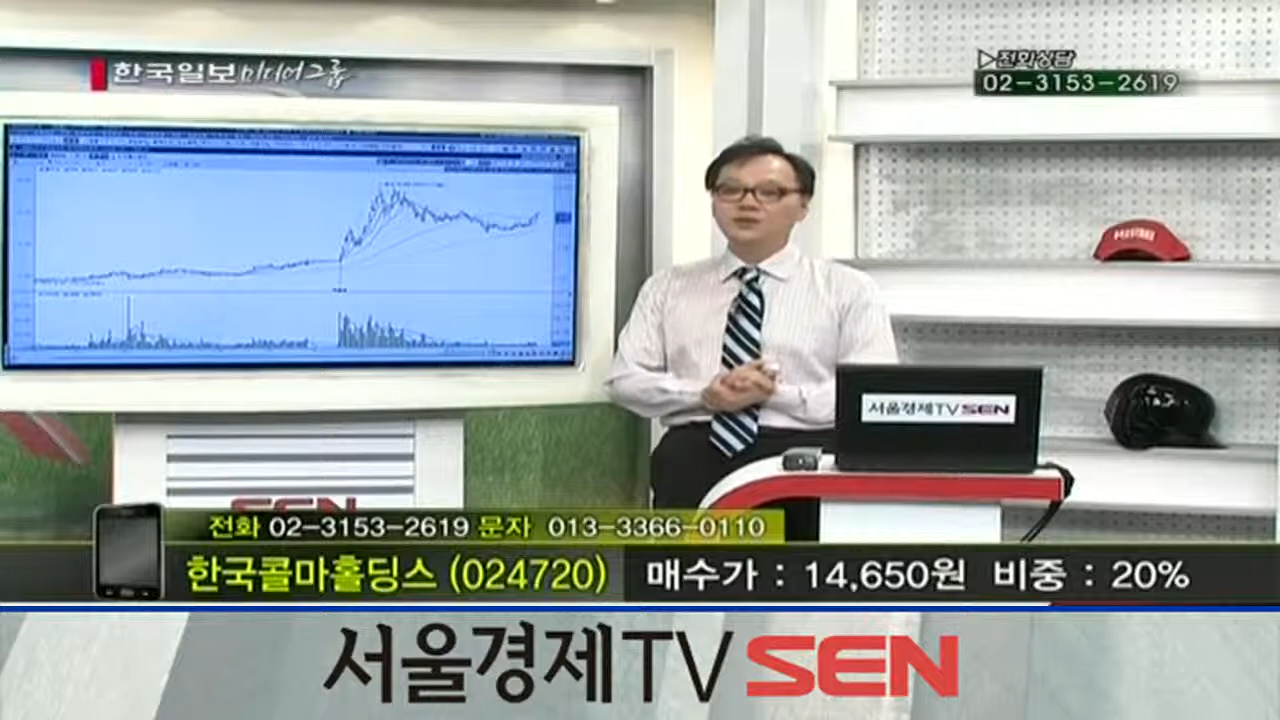 한국일보 미디어그룹
▷전화상담
02-3153-2619
서울경제TV SEN
SEN
전화 02-3153-2619 문자 013-3366-0110
한국콜마홀딩스 (024720) 매수가 : 14,650원 비중 : 20%
서울경제TV SEN